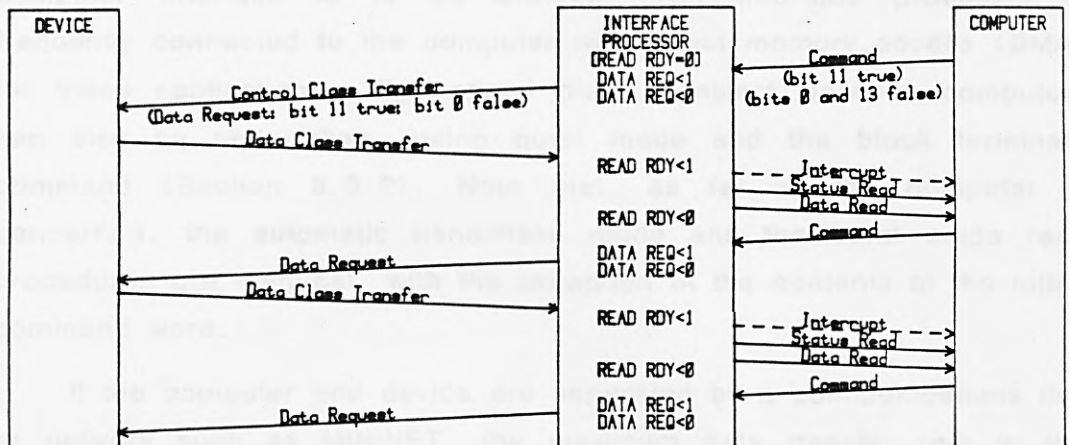 DEVICE
INTERFACE
PROCESSOR
COMPUTER
[READ RDY=0]
Command
(bit 11 true)
DATA REQ<1
Control Class Transfer
DATA REQ<0
(bits 0 and 13 false)
(Data Request: bit 11 true; bit 0 false)
Data Class Transfer
READ RDY<1
Interrupt
Status Read
Data Read
READ RDY<0
Command
DATA REQ<1
Data Request
DATA REQ<0
Data Class Transfer
READ RDY<1
Interrupt
Status Read
Data Read
READ RDY<0
Command
DATA REQ<1
Data Request
DATA REQ<0